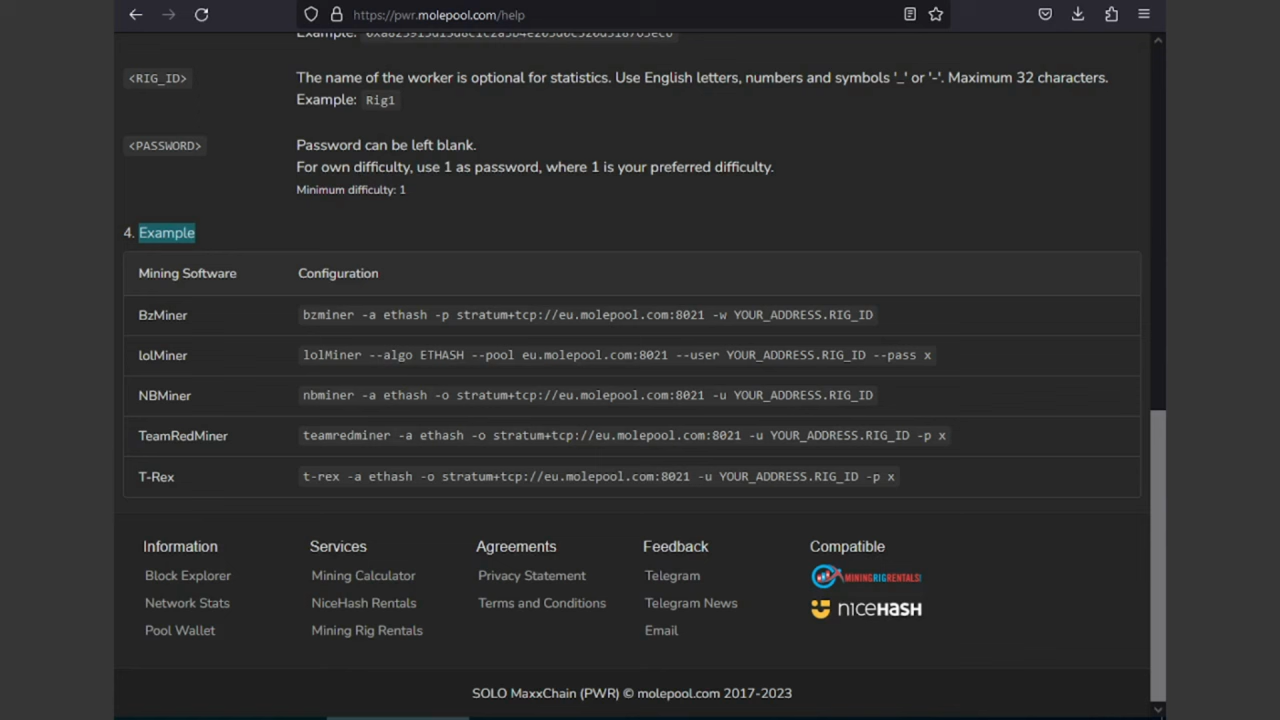 https://pwr.molepool.com/help
Example:
<RIG_ID>
The name of the worker is optional for statistics. Use English letters, numbers and symbols '_' or '-'. Maximum 32 characters.
Example: Rig1
<PASSWORD>
Password can be left blank.
For own difficulty, use 1 as password, where 1 is your preferred difficulty.
Minimum difficulty: 1
4. Example
Mining Software Configuration
BzMiner bzminer -a ethash -p stratum+tcp://eu.molepool.com:8021 -w YOUR_ADDRESS.RIG_ID
lolMiner lolMiner --algo ETHASH --pool eu.molepool.com:8021 --user YOUR_ADDRESS.RIG_ID --pass x
NBMiner nbminer -a ethash -o stratum+tcp://eu.molepool.com:8021 -u YOUR_ADDRESS.RIG_ID
TeamRedMiner teamredminer -a ethash -o stratum+tcp://eu.molepool.com:8021 -u YOUR_ADDRESS.RIG_ID -p x
T-Rex t-rex -a ethash -o stratum+tcp://eu.molepool.com:8021 -u YOUR_ADDRESS.RIG_ID -p x
Information Services Agreements Feedback Compatible
Block Explorer Mining Calculator Privacy Statement Telegram MININGRIGRENTALS
Network Stats NiceHash Rentals Terms and Conditions Telegram News NICEHASH
Pool Wallet Mining Rig Rentals Email
SOLO MaxxChain (PWR) © molepool.com 2017-2023